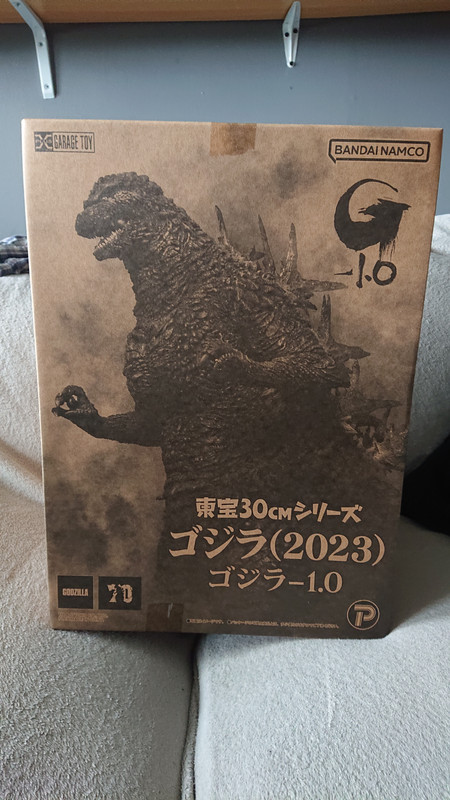 GARAGE TOY
BANDAI NAMCO
G
-1.0
東宝30CMシリーズ
ゴジラ(2023)
ゴジラ-1.0
GODZILLA
70
P